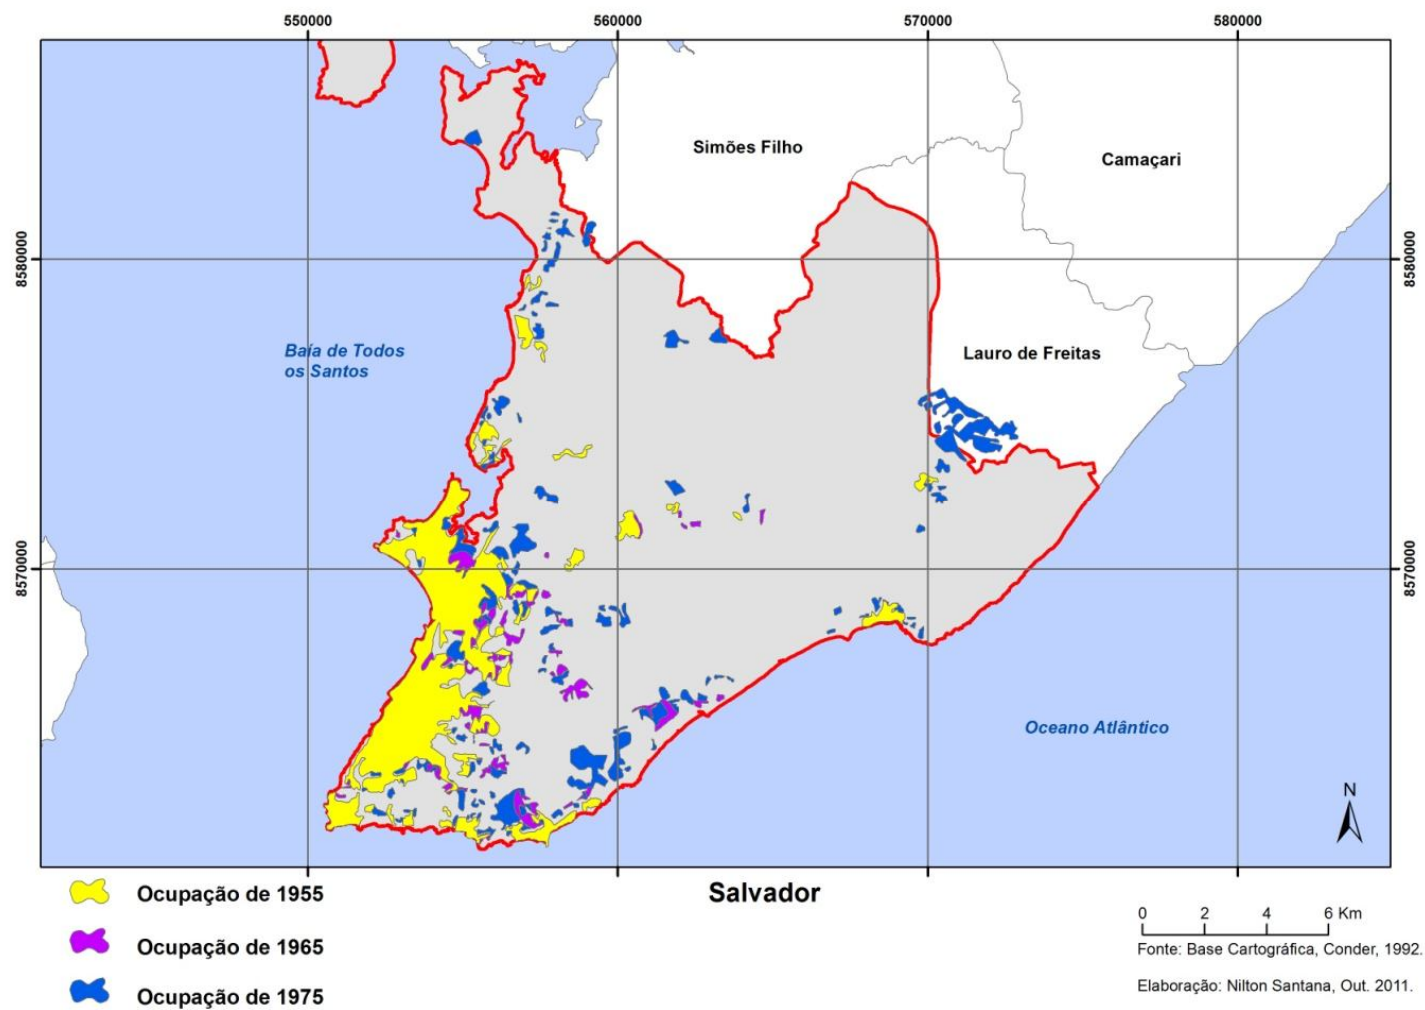 550000 560000 570000 580000
Simões Filho
Camaçari
8580000 8580000
Baía de Todos
os Santos
Lauro de Freitas
8570000 8570000
Oceano Atlântico
N
Salvador
Ocupação de 1955
Ocupação de 1965
Ocupação de 1975
0 2 4 6 Km
Fonte: Base Cartográfica, Conder, 1992.
Elaboração: Nilton Santana, Out. 2011.